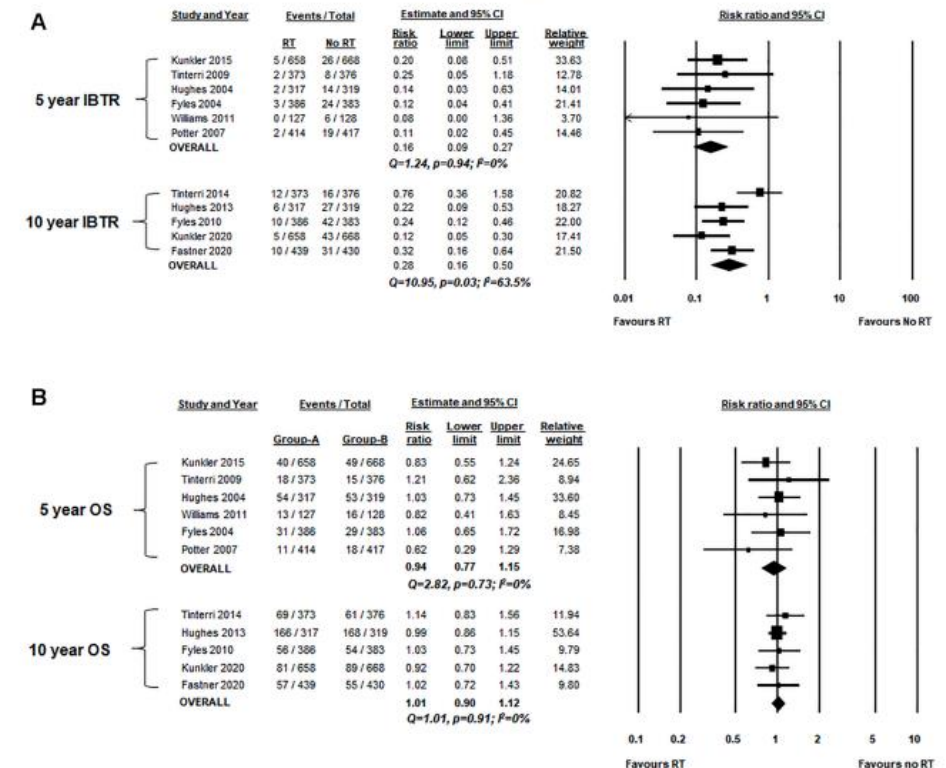 A
Study and Year Events / Total Estimate and 95% CI Risk ratio and 95% CI
RT No RT Risk ratio Lower limit Upper limit Relative weight
5 year IBTR
Kunkler 2015 5 / 658 26 / 668 0.20 0.08 0.51 33.63
Tinterri 2009 2 / 373 8 / 376 0.25 0.05 1.18 12.78
Hughes 2004 2 / 317 14 / 319 0.14 0.03 0.63 14.01
Fyles 2004 3 / 386 24 / 383 0.12 0.04 0.41 21.41
Williams 2011 0 / 127 6 / 128 0.08 0.00 1.36 3.70
Potter 2007 2 / 414 19 / 417 0.11 0.02 0.45 14.46
OVERALL 0.16 0.09 0.27
Q=1.24, p=0.94; I²=0%
10 year IBTR
Tinterri 2014 12 / 373 16 / 376 0.76 0.36 1.58 20.82
Hughes 2013 6 / 317 27 / 319 0.22 0.09 0.53 18.27
Fyles 2010 10 / 386 42 / 383 0.24 0.12 0.46 22.00
Kunkler 2020 5 / 658 43 / 668 0.12 0.05 0.30 17.41
Fastner 2020 10 / 439 31 / 430 0.32 0.16 0.64 21.50
OVERALL 0.28 0.16 0.50
Q=10.95, p=0.03; I²=63.5%
0.01 0.1 1 10 100
Favours RT Favours No RT
B
Study and Year Events / Total Estimate and 95% CI Risk ratio and 95% CI
Group-A Group-B Risk ratio Lower limit Upper limit Relative weight
5 year OS
Kunkler 2015 40 / 658 49 / 668 0.83 0.55 1.24 24.65
Tinterri 2009 18 / 373 15 / 376 1.21 0.62 2.36 8.94
Hughes 2004 54 / 317 53 / 319 1.03 0.73 1.45 33.60
Williams 2011 13 / 127 16 / 128 0.82 0.41 1.63 8.45
Fyles 2004 31 / 386 29 / 383 1.06 0.65 1.72 16.98
Potter 2007 11 / 414 18 / 417 0.62 0.29 1.29 7.38
OVERALL 0.94 0.77 1.15
Q=2.82, p=0.73; I²=0%
10 year OS
Tinterri 2014 69 / 373 61 / 376 1.14 0.83 1.56 11.94
Hughes 2013 166 / 317 168 / 319 0.99 0.86 1.15 53.64
Fyles 2010 56 / 386 54 / 383 1.03 0.73 1.45 9.79
Kunkler 2020 81 / 658 89 / 668 0.92 0.70 1.22 14.83
Fastner 2020 57 / 439 55 / 430 1.02 0.72 1.43 9.80
OVERALL 1.01 0.90 1.12
Q=1.01, p=0.91; I²=0%
0.1 0.2 0.5 1 2 5 10
Favours RT Favours no RT